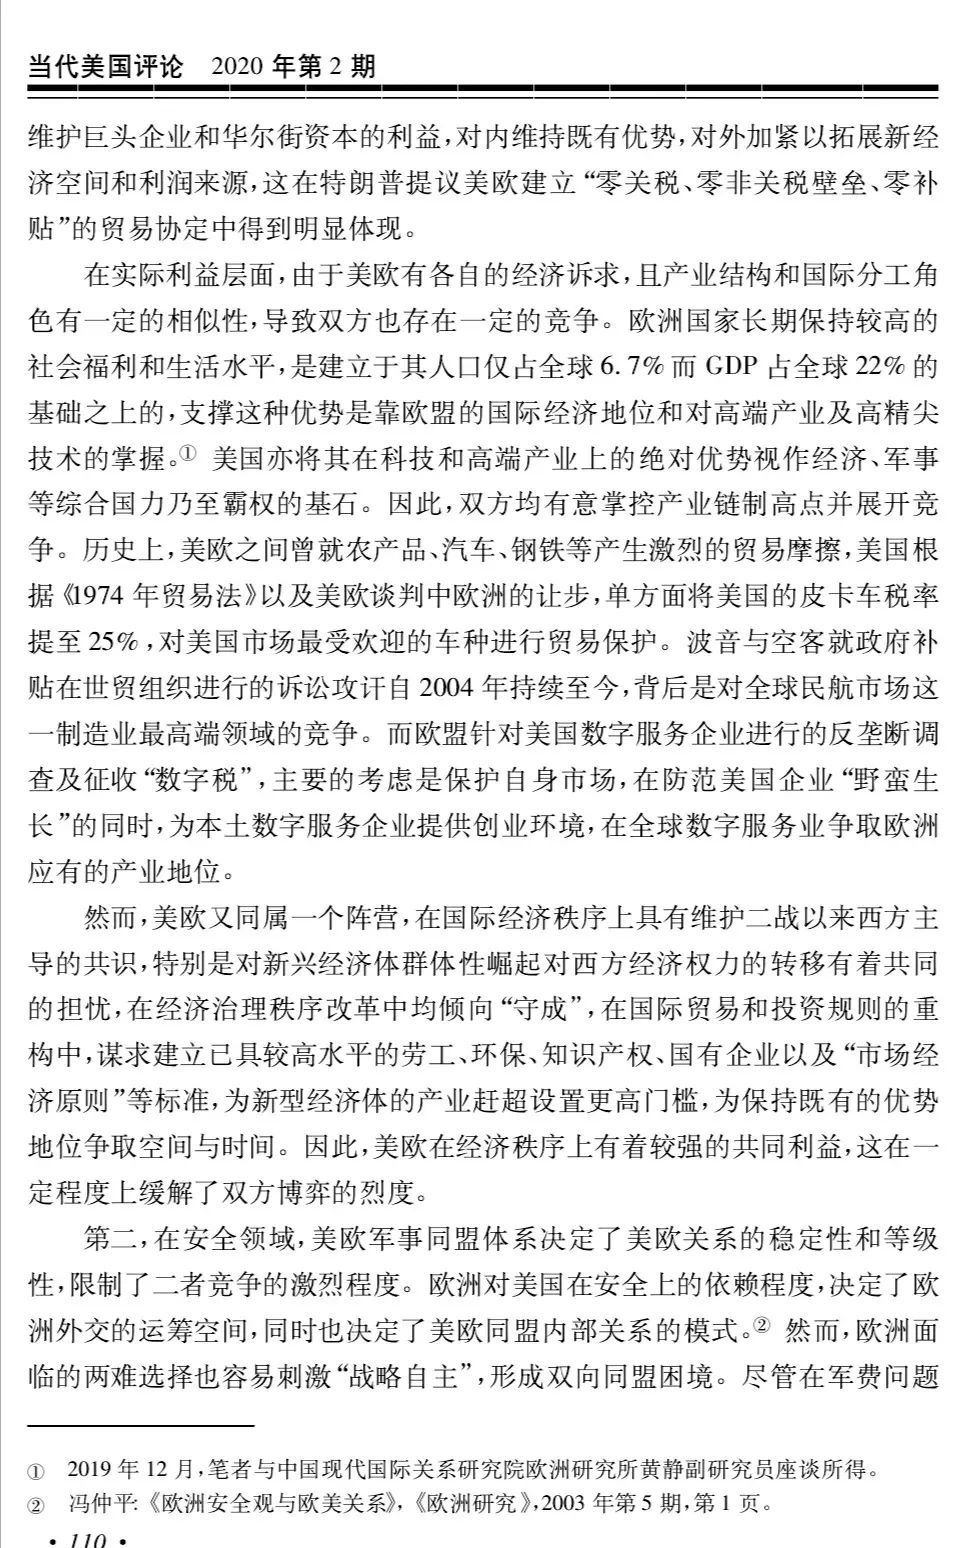 当代美国评论 2020 年第 2 期
维护巨头企业和华尔街资本的利益,对内维持既有优势,对外加紧以拓展新经
济空间和利润来源,这在特朗普提议美欧建立“零关税、零非关税壁垒、零补
贴”的贸易协定中得到明显体现。
在实际利益层面,由于美欧有各自的经济诉求,且产业结构和国际分工角
色有一定的相似性,导致双方也存在一定的竞争。欧洲国家长期保持较高的
社会福利和生活水平,是建立于其人口仅占全球 6.7% 而 GDP 占全球 22% 的
基础之上的,支撑这种优势是靠欧盟的国际经济地位和对高端产业及高精尖
技术的掌握。① 美国亦将其在科技和高端产业上的绝对优势视作经济、军事
等综合国力乃至霸权的基石。因此,双方均有意掌控产业链制高点并展开竞
争。历史上,美欧之间曾就农产品、汽车、钢铁等产生激烈的贸易摩擦,美国根
据《1974 年贸易法》以及美欧谈判中欧洲的让步,单方面将美国的皮卡车税率
提至 25%,对美国市场最受欢迎的车种进行贸易保护。波音与空客就政府补
贴在世贸组织进行的诉讼攻讦自 2004 年持续至今,背后是对全球民航市场这
一制造业最高端领域的竞争。而欧盟针对美国数字服务企业进行的反垄断调
查及征收“数字税”,主要的考虑是保护自身市场,在防范美国企业“野蛮生
长”的同时,为本土数字服务企业提供创业环境,在全球数字服务业争取欧洲
应有的产业地位。
然而,美欧又同属一个阵营,在国际经济秩序上具有维护二战以来西方主
导的共识,特别是对新兴经济体群体性崛起对西方经济权力的转移有着共同
的担忧,在经济治理秩序改革中均倾向“守成”,在国际贸易和投资规则的重
构中,谋求建立已具较高水平的劳工、环保、知识产权、国有企业以及“市场经
济原则”等标准,为新型经济体的产业赶超设置更高门槛,为保持既有的优势
地位争取空间与时间。因此,美欧在经济秩序上有着较强的共同利益,这在一
定程度上缓解了双方博弈的烈度。
第二,在安全领域,美欧军事同盟体系决定了美欧关系的稳定性和等级
性,限制了二者竞争的激烈程度。欧洲对美国在安全上的依赖程度,决定了欧
洲外交的运筹空间,同时也决定了美欧同盟内部关系的模式。② 然而,欧洲面
临的两难选择也容易刺激“战略自主”,形成双向同盟困境。尽管在军费问题
① 2019 年 12 月,笔者与中国现代国际关系研究院欧洲研究所黄静副研究员座谈所得。
② 冯仲平:《欧洲安全观与欧美关系》,《欧洲研究》,2003 年第 5 期,第 1 页。
· 110 ·